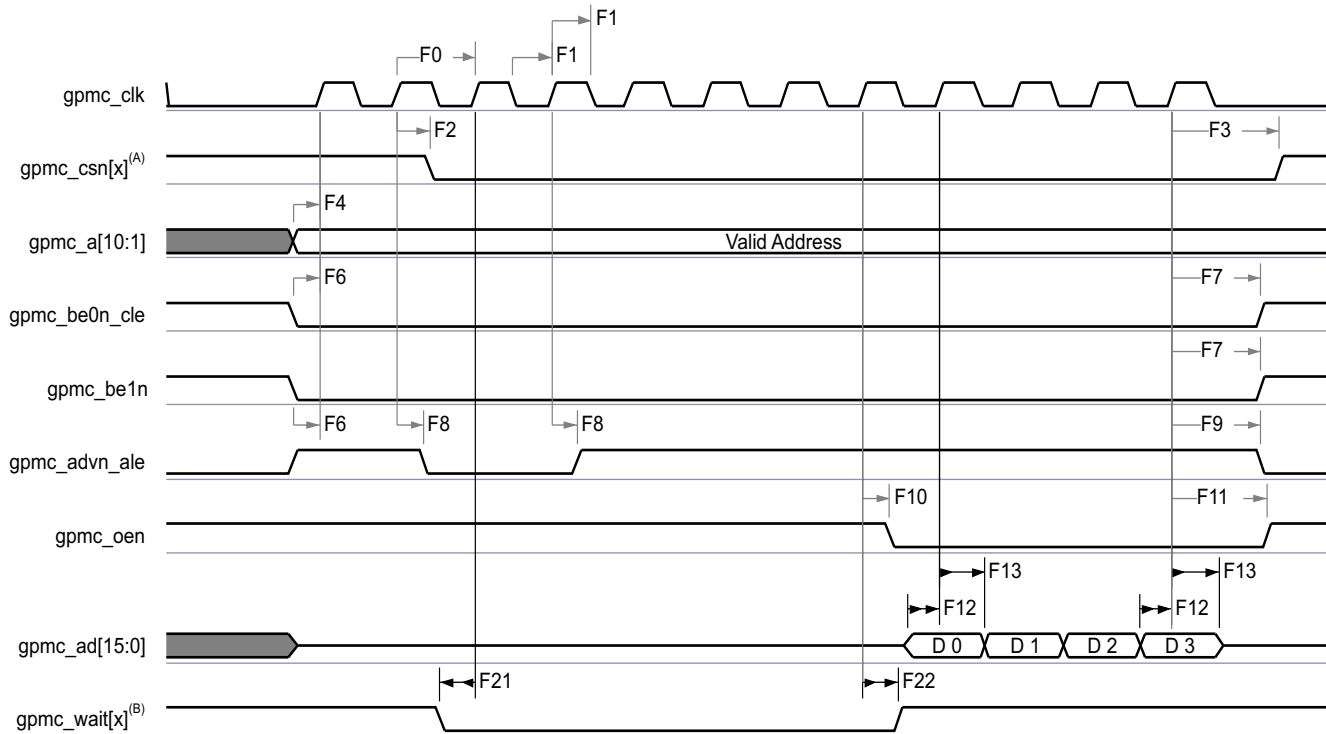 F1
F0 F1
gpmc_clk
F2 F3
gpmc_csn[x](A)
F4
gpmc_a[10:1] Valid Address
F6 F7
gpmc_be0n_cle
F7
gpmc_be1n
F6 F8 F8 F9
gpmc_advn_ale
F10 F11
gpmc_oen
F13 F13
F12 F12
gpmc_ad[15:0] D 0 D 1 D 2 D 3
F21 F22
gpmc_wait[x](B)